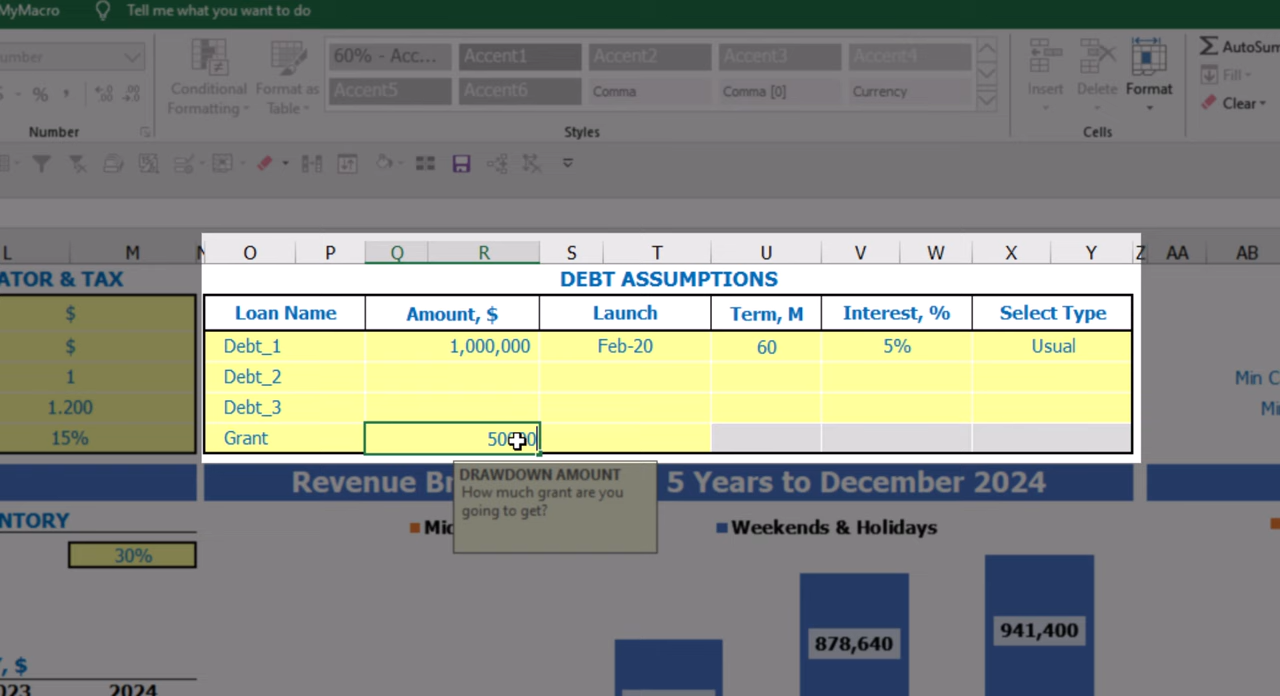 MyMacro Tell me what you want to do
60% - Acc... Accent1 Accent2 Accent3 Accent4
Accent5 Accent6 Comma Comma [0] Currency
Conditional Formatting Format as Table
Insert Delete Format
AutoSum
Fill
Clear
Number Styles Cells
L M N O P Q R S T U V W X Y Z AA AB
& TAX DEBT ASSUMPTIONS
$ Loan Name Amount, $ Launch Term, M Interest, % Select Type
$ Debt_1 1,000,000 Feb-20 60 5% Usual
1 Debt_2 Min
1.200 Debt_3
15% Grant
DRAWDOWN AMOUNT
How much grant are you
going to get?
Revenue 5 Years to December 2024
Weekends & Holidays
30%
878,640 941,400
$
2024